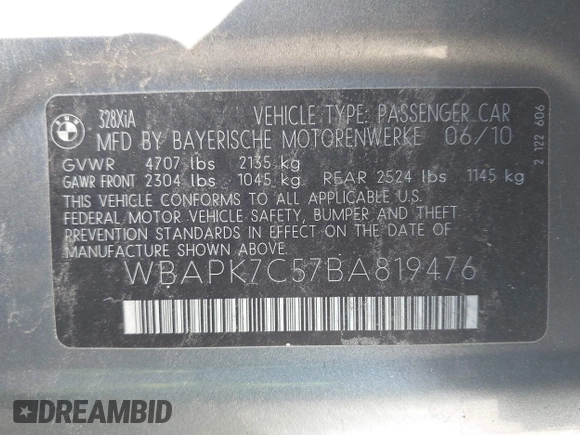 BMW
328XiA
VEHICLE TYPE: PASSENGER CAR
MFD BY BAYERISCHE MOTORENWERKE 06/10
GVWR 4707 lbs 2135 kg
GAWR FRONT 2304 lbs 1045 kg REAR 2524 lbs 1145 kg
THIS VEHICLE CONFORMS TO ALL APPLICABLE U.S.
FEDERAL MOTOR VEHICLE SAFETY, BUMPER AND THEFT
PREVENTION STANDARDS IN EFFECT ON THE DATE OF
MANUFACTURE SHOWN ABOVE.
WBAPK7C57BA819476
2 122 606
DREAMBID